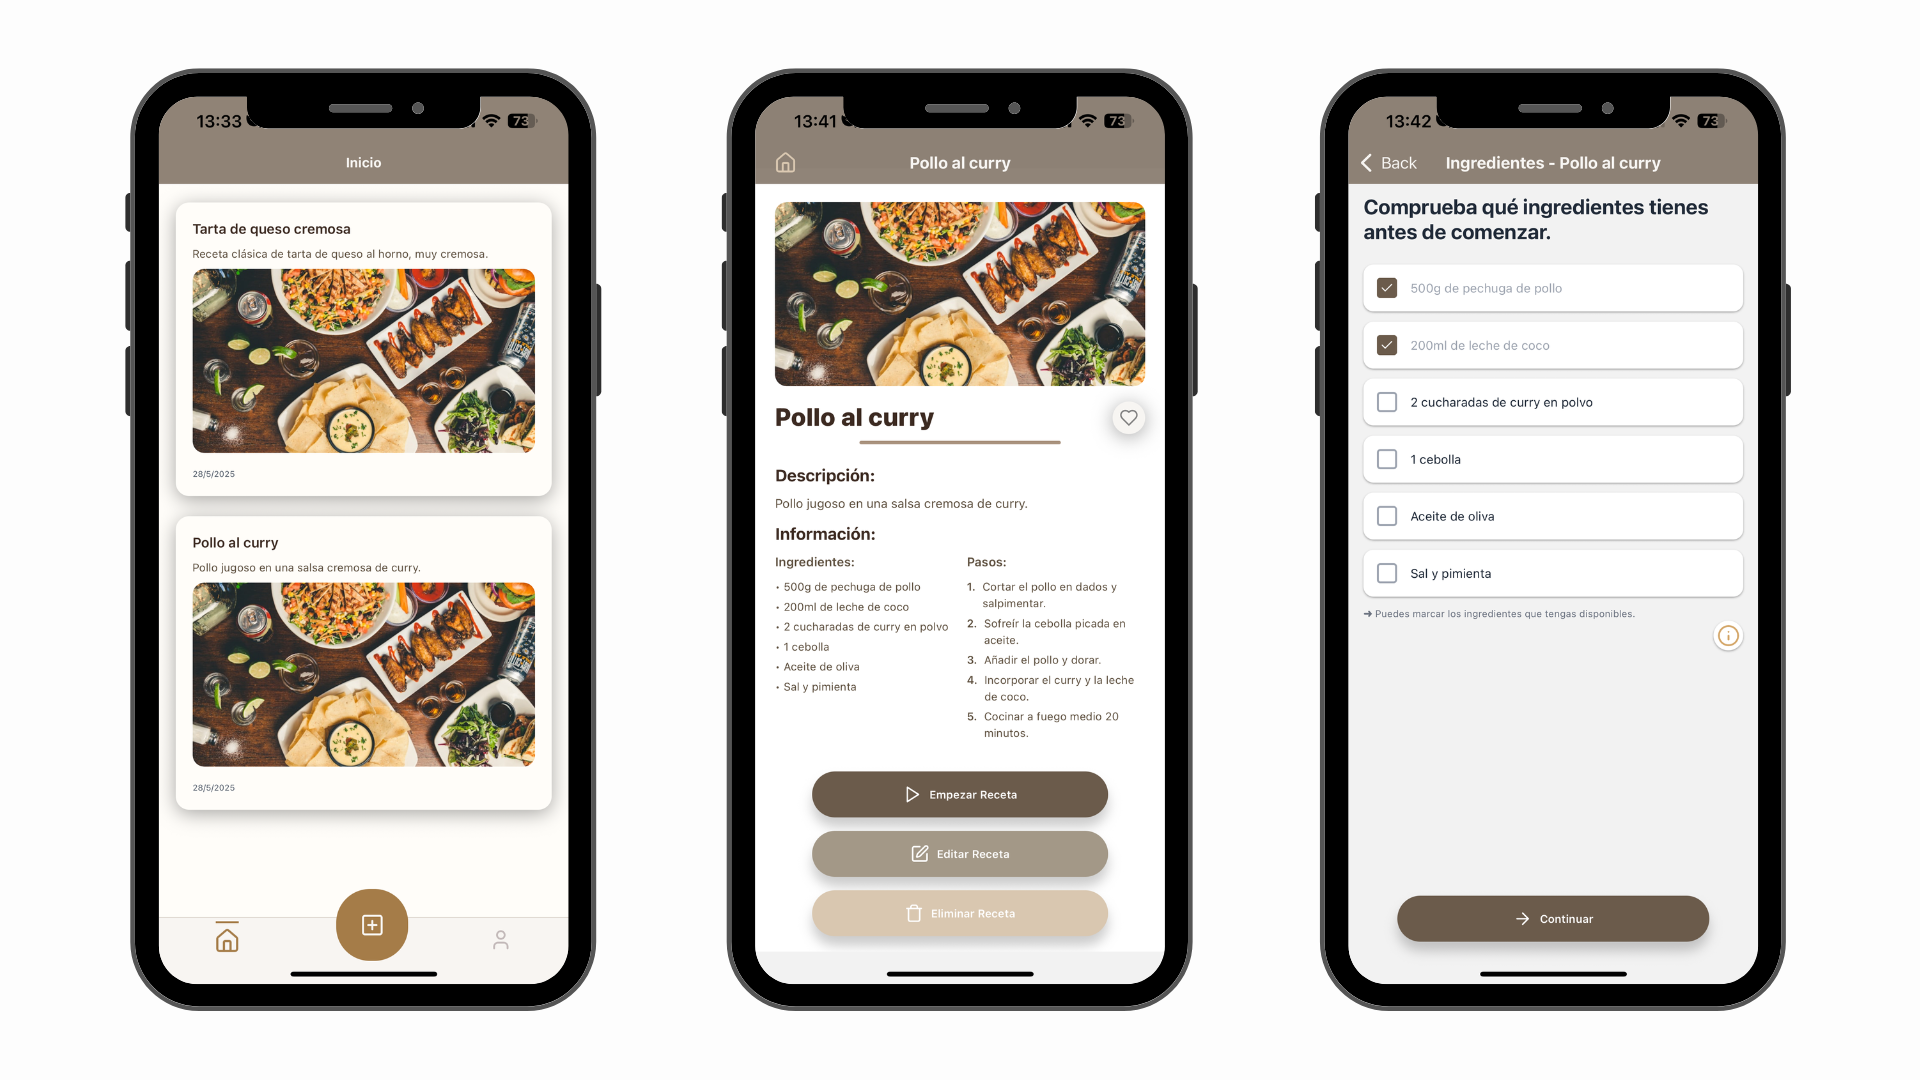 13:33
73
Inicio
Tarta de queso cremosa
Receta clásica de tarta de queso al horno, muy cremosa.
28/5/2025
Pollo al curry
Pollo jugoso en una salsa cremosa de curry.
28/5/2025
13:41
73
Pollo al curry
Pollo al curry
Descripción:
Pollo jugoso en una salsa cremosa de curry.
Información:
Ingredientes:
• 500g de pechuga de pollo
• 200ml de leche de coco
• 2 cucharadas de curry en polvo
• 1 cebolla
• Aceite de oliva
• Sal y pimienta
Pasos:
1. Cortar el pollo en dados y
salpimentar.
2. Sofreír la cebolla picada en
aceite.
3. Añadir el pollo y dorar.
4. Incorporar el curry y la leche
de coco.
5. Cocinar a fuego medio 20
minutos.
Empezar Receta
Editar Receta
Eliminar Receta
13:42
73
Back
Ingredientes - Pollo al curry
Comprueba qué ingredientes tienes
antes de comenzar.
500g de pechuga de pollo
200ml de leche de coco
2 cucharadas de curry en polvo
1 cebolla
Aceite de oliva
Sal y pimienta
➜ Puedes marcar los ingredientes que tengas disponibles.
Continuar